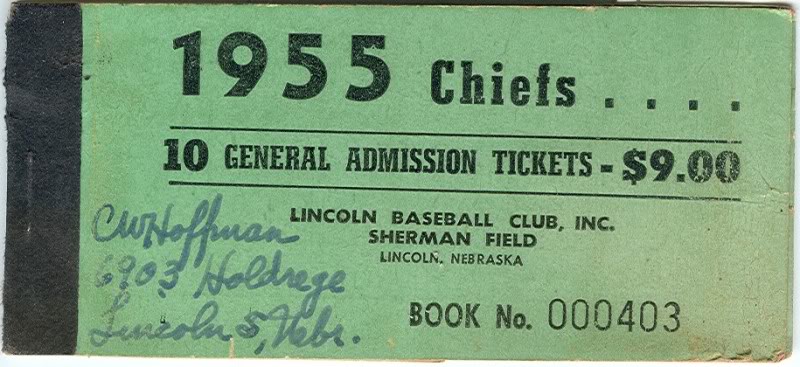 1955 Chiefs . . . .
10 GENERAL ADMISSION TICKETS - $9.00
LINCOLN BASEBALL CLUB, INC.
SHERMAN FIELD
LINCOLN, NEBRASKA
CW Hoffman
6903 Holdrege
Lincoln 5, Nebr.
BOOK No. 000403